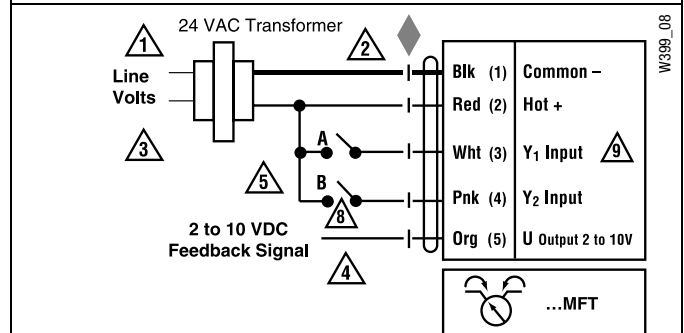 24 VAC Transformer
1
2
W399_08
Line
Volts
Blk (1) Common –
Red (2) Hot +
3
A
Wht (3) Y1 Input
9
5
B
Pnk (4) Y2 Input
8
2 to 10 VDC
Feedback Signal
Org (5) U Output 2 to 10V
4
...MFT